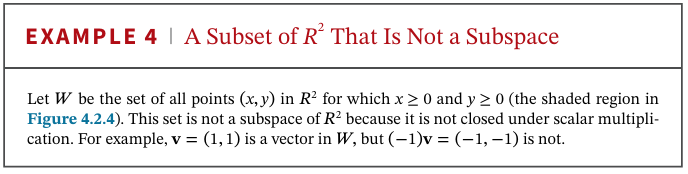 EXAMPLE 4 | A Subset of R² That Is Not a Subspace
Let W be the set of all points (x, y) in R² for which x ≥ 0 and y ≥ 0 (the shaded region in
Figure 4.2.4). This set is not a subspace of R² because it is not closed under scalar multipli-
cation. For example, v = (1, 1) is a vector in W, but (−1)v = (−1, −1) is not.